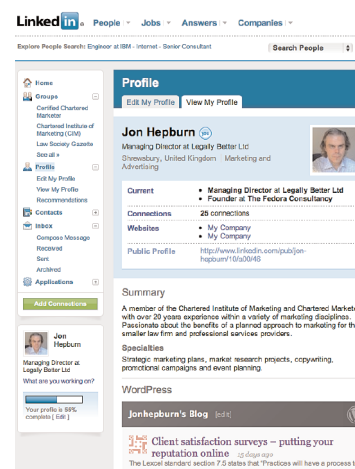 LinkedIn People Jobs Answers Companies
Explore People Search: Engineer at IBM - Internet - Senior Consultant
Search People
Home
Groups
Certified Chartered
Marketer
Chartered Institute of
Marketing (CIM)
Law Society Gazette
See all »
Profile
Edit My Profile
View My Profile
Recommendations
Contacts
Inbox
Compose Message
Received
Sent
Archived
Applications
Add Connections
Jon
Hepburn
Managing Director at
Legally Better Ltd
What are you working on?
Your profile is 55%
complete [ Edit ]
Profile
Edit My Profile View My Profile
Jon Hepburn you
Managing Director at Legally Better Ltd
Shrewsbury, United Kingdom Marketing and
Advertising
Current • Managing Director at Legally Better Ltd
• Founder at The Fedora Consultancy
Connections 25 connections
Websites • My Company
• My Company
Public Profile http://www.linkedin.com/pub/jon-
hepburn/10/a00/46
Summary
A member of the Chartered Institute of Marketing and Chartered Markete
with over 20 years experience within a variety of marketing disciplines.
Passionate about the benefits of a planned approach to marketing for th
smaller law firm and professional services providers.
Specialties
Strategic marketing plans, market research projects, copywriting,
promotional campaigns and event planning.
WordPress
Jonhepburn's Blog [edit]
Client satisfaction surveys – putting your
reputation online 15 days ago
The Lexcel standard section 7.5 states that "Practices will have a process t